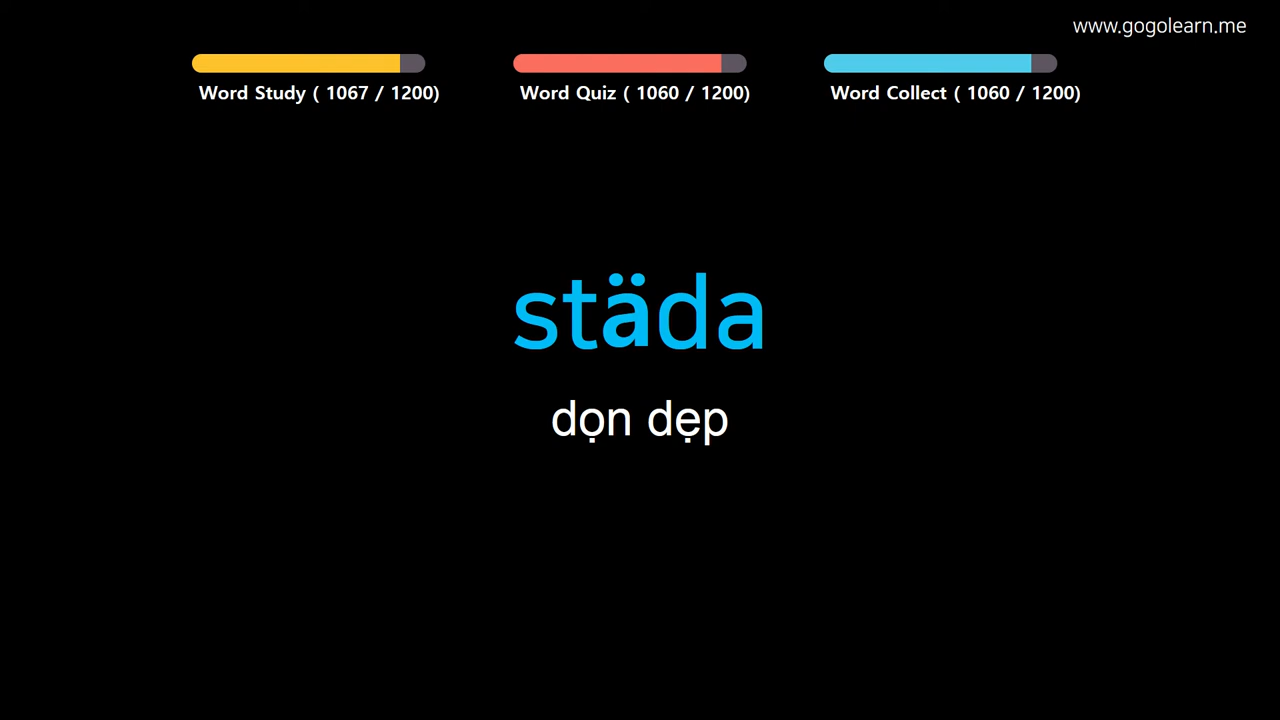 www.gogolearn.me
Word Study ( 1067 / 1200)
Word Quiz ( 1060 / 1200)
Word Collect ( 1060 / 1200)
städa
dọn dẹp